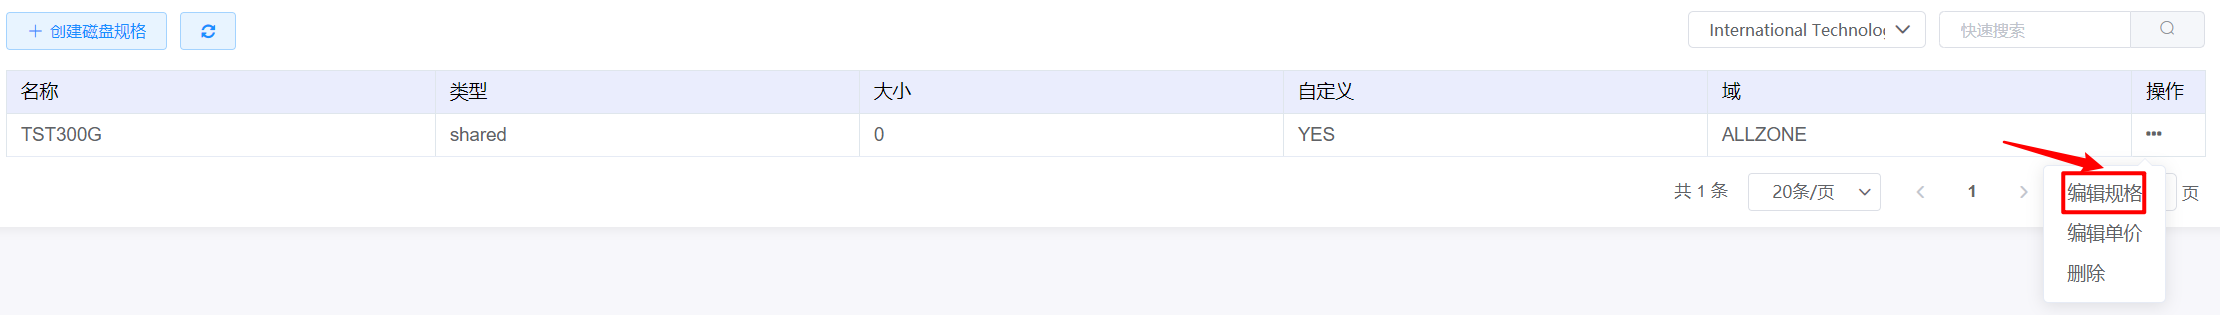 + 创建磁盘规格
International Technolo
快速搜索
名称 类型 大小 自定义 域 操作
TST300G shared 0 YES ALLZONE •••
共 1 条 20条/页 < 1 > 页
编辑规格
编辑单价
删除